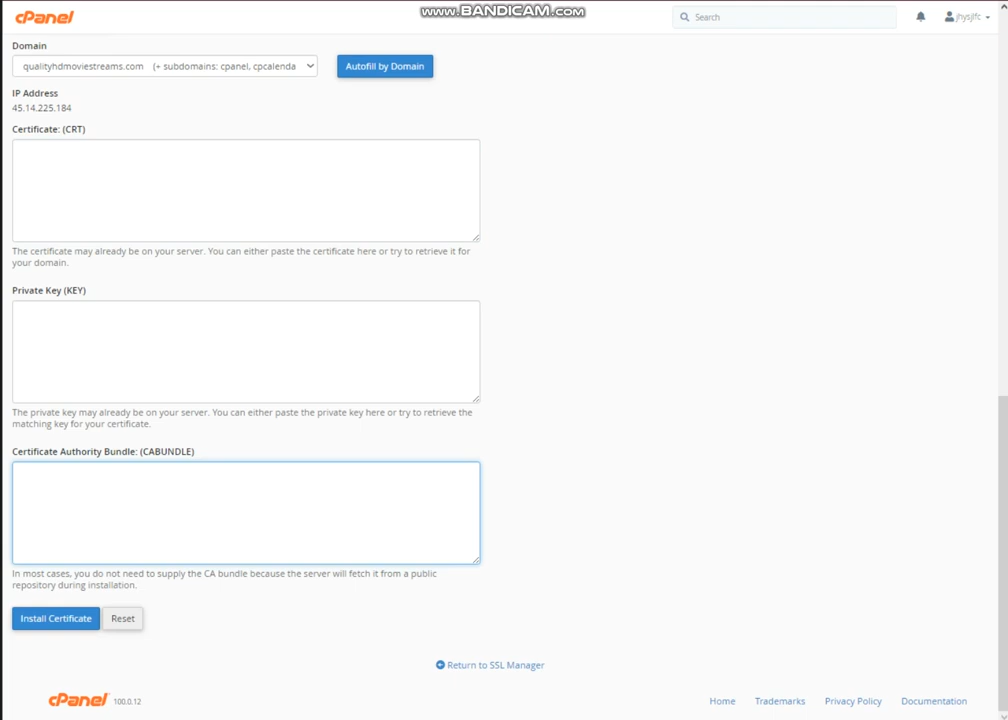 cPanel
www.BANDICAM.com
Search
jhysjlfc
Domain
qualityhdmoviestreams.com (+ subdomains: cpanel, cpcalenda
Autofill by Domain
IP Address
45.14.225.184
Certificate: (CRT)
The certificate may already be on your server. You can either paste the certificate here or try to retrieve it for
your domain.
Private Key (KEY)
The private key may already be on your server. You can either paste the private key here or try to retrieve the
matching key for your certificate.
Certificate Authority Bundle: (CABUNDLE)
In most cases, you do not need to supply the CA bundle because the server will fetch it from a public
repository during installation.
Install Certificate
Reset
Return to SSL Manager
cPanel 100.0.12
Home
Trademarks
Privacy Policy
Documentation